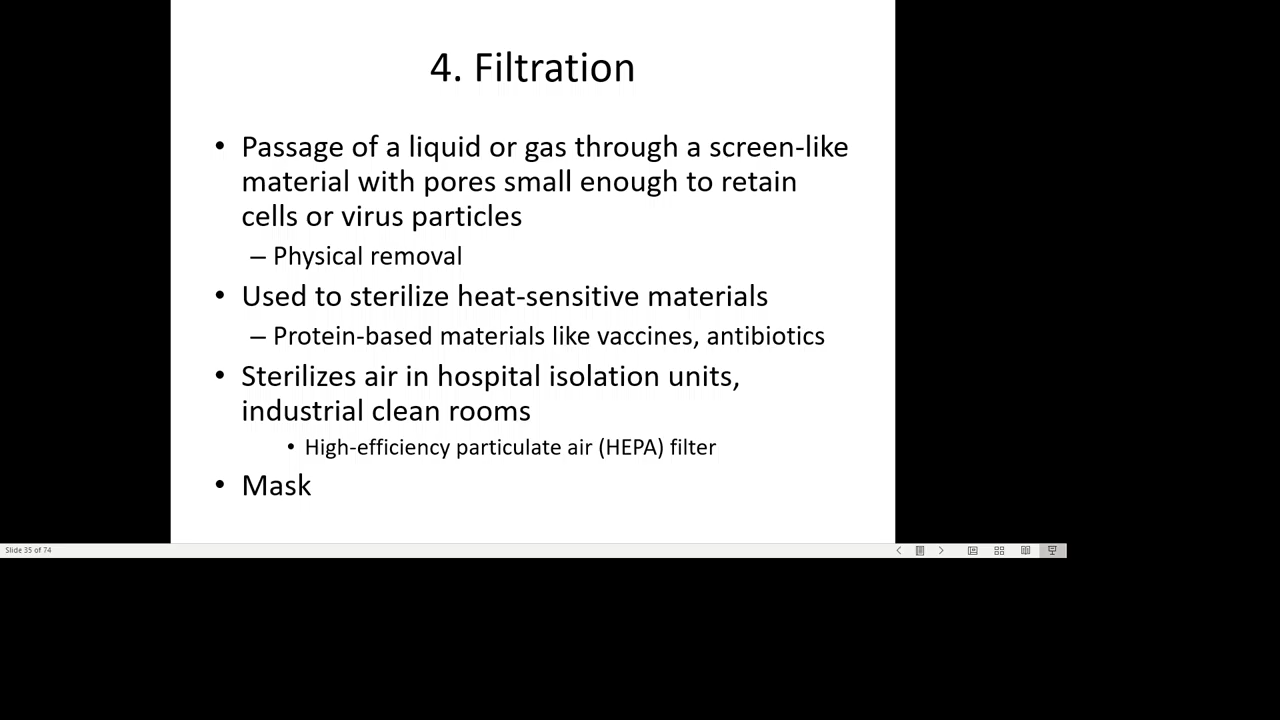 4. Filtration
• Passage of a liquid or gas through a screen-like
material with pores small enough to retain
cells or virus particles
– Physical removal
• Used to sterilize heat-sensitive materials
– Protein-based materials like vaccines, antibiotics
• Sterilizes air in hospital isolation units,
industrial clean rooms
• High-efficiency particulate air (HEPA) filter
• Mask
Slide 35 of 74